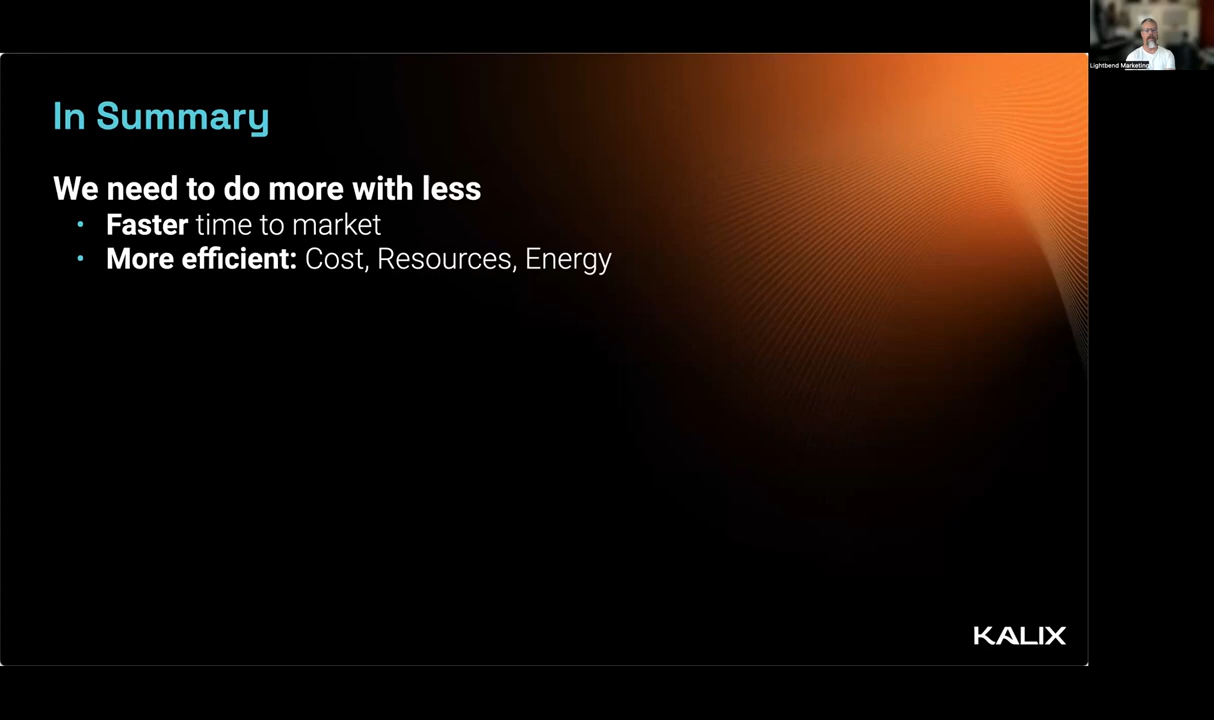 In Summary
We need to do more with less
• Faster time to market
• More efficient: Cost, Resources, Energy
KALIX
Lightbend Marketing